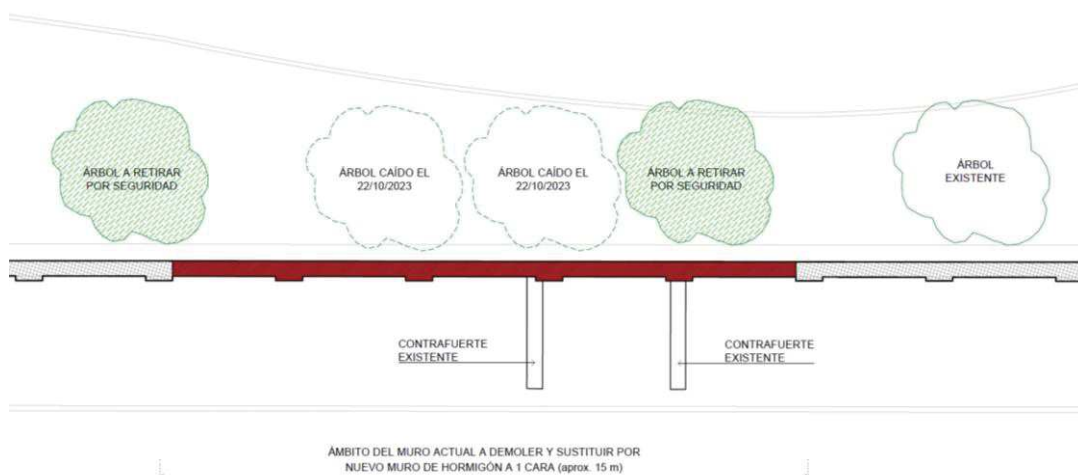 ÁRBOL A RETIRAR
POR SEGURIDAD
ÁRBOL CAÍDO EL
22/10/2023
ÁRBOL CAÍDO EL
22/10/2023
ÁRBOL A RETIRAR
POR SEGURIDAD
ÁRBOL
EXISTENTE
CONTRAFUERTE
EXISTENTE
CONTRAFUERTE
EXISTENTE
ÁMBITO DEL MURO ACTUAL A DEMOLER Y SUSTITUIR POR
NUEVO MURO DE HORMIGÓN A 1 CARA (aprox. 15 m)